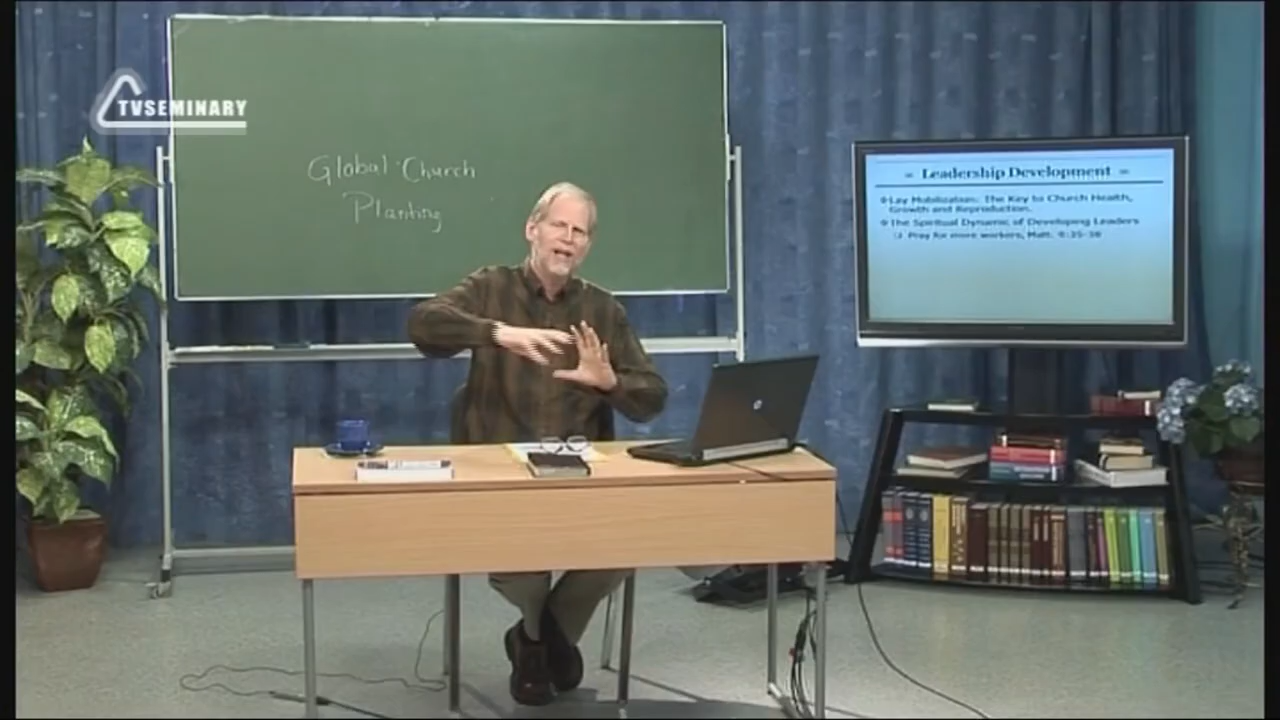 TVSEMINARY
Global Church
Planting
Leadership Development
Lay Mobilization: The Key to Church Health,
Growth and Reproduction.
The Spiritual Dynamic of Developing Leaders
Pray for more workers, Matt. 9:35-38